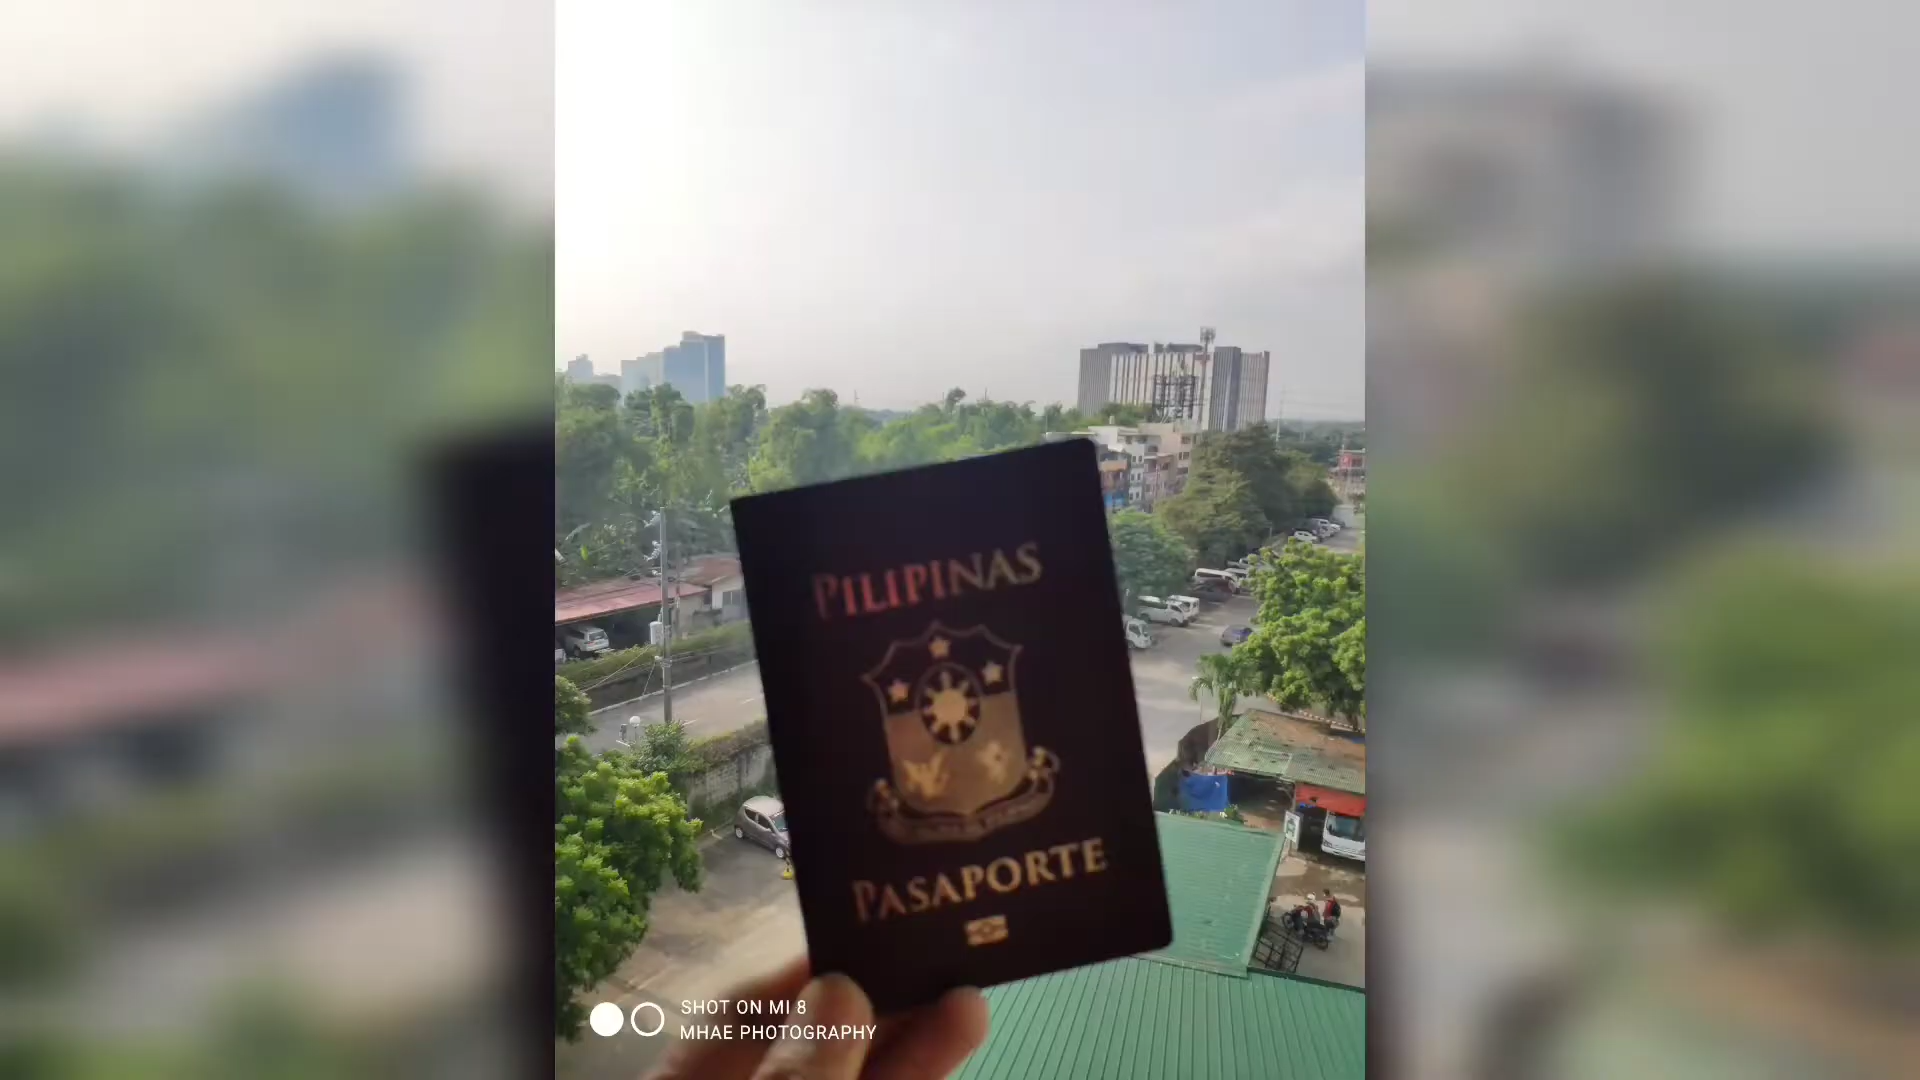 PILIPINAS
PASAPORTE
SHOT ON MI 8
MHAE PHOTOGRAPHY